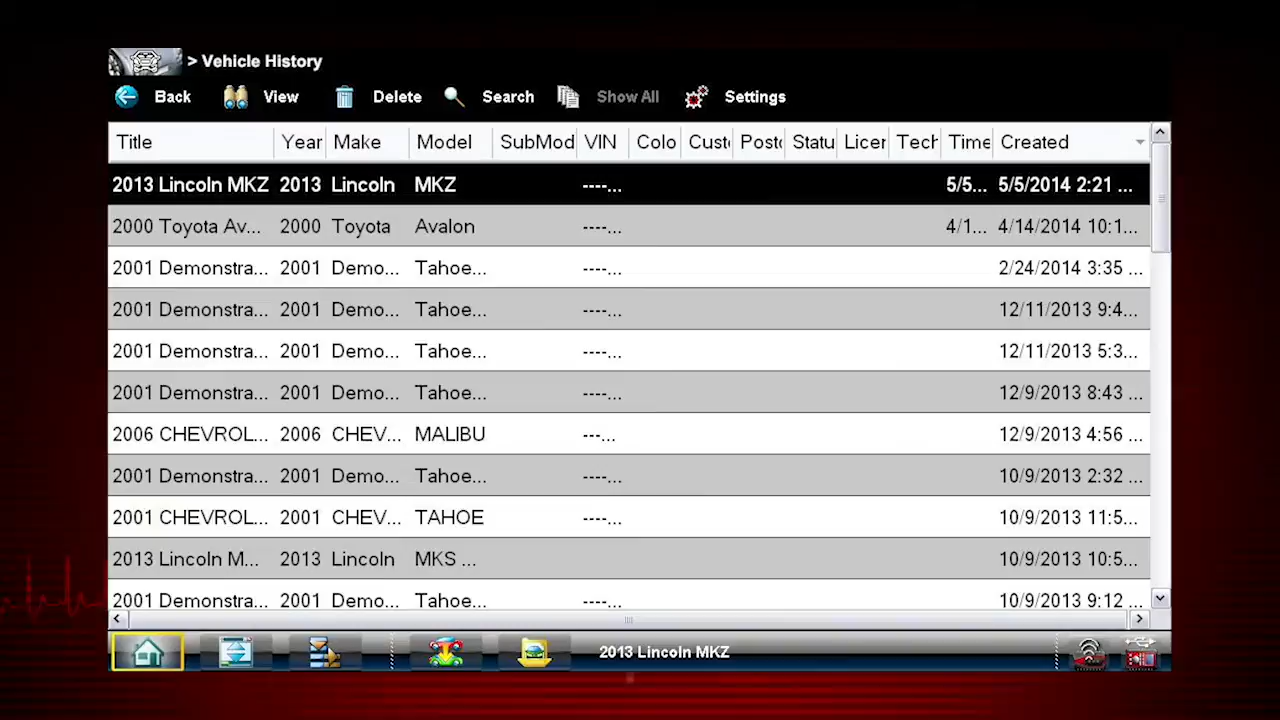 > Vehicle History
Back View Delete Search Show All Settings
Title Year Make Model SubMod VIN Colo Custo Posto Statu Licen Tech Time Created
2013 Lincoln MKZ 2013 Lincoln MKZ ----... 5/5... 5/5/2014 2:21 ...
2000 Toyota Av... 2000 Toyota Avalon ----... 4/1... 4/14/2014 10:1...
2001 Demonstra... 2001 Demo... Tahoe... ----... 2/24/2014 3:35 ...
2001 Demonstra... 2001 Demo... Tahoe... ----... 12/11/2013 9:4...
2001 Demonstra... 2001 Demo... Tahoe... ----... 12/11/2013 5:3...
2001 Demonstra... 2001 Demo... Tahoe... ----... 12/9/2013 8:43 ...
2006 CHEVROL... 2006 CHEV... MALIBU ---... 12/9/2013 4:56 ...
2001 Demonstra... 2001 Demo... Tahoe... ----... 10/9/2013 2:32 ...
2001 CHEVROL... 2001 CHEV... TAHOE ----... 10/9/2013 11:5...
2013 Lincoln M... 2013 Lincoln MKS ... 10/9/2013 10:5...
2001 Demonstra... 2001 Demo... Tahoe... ----... 10/9/2013 9:12 ...
2013 Lincoln MKZ